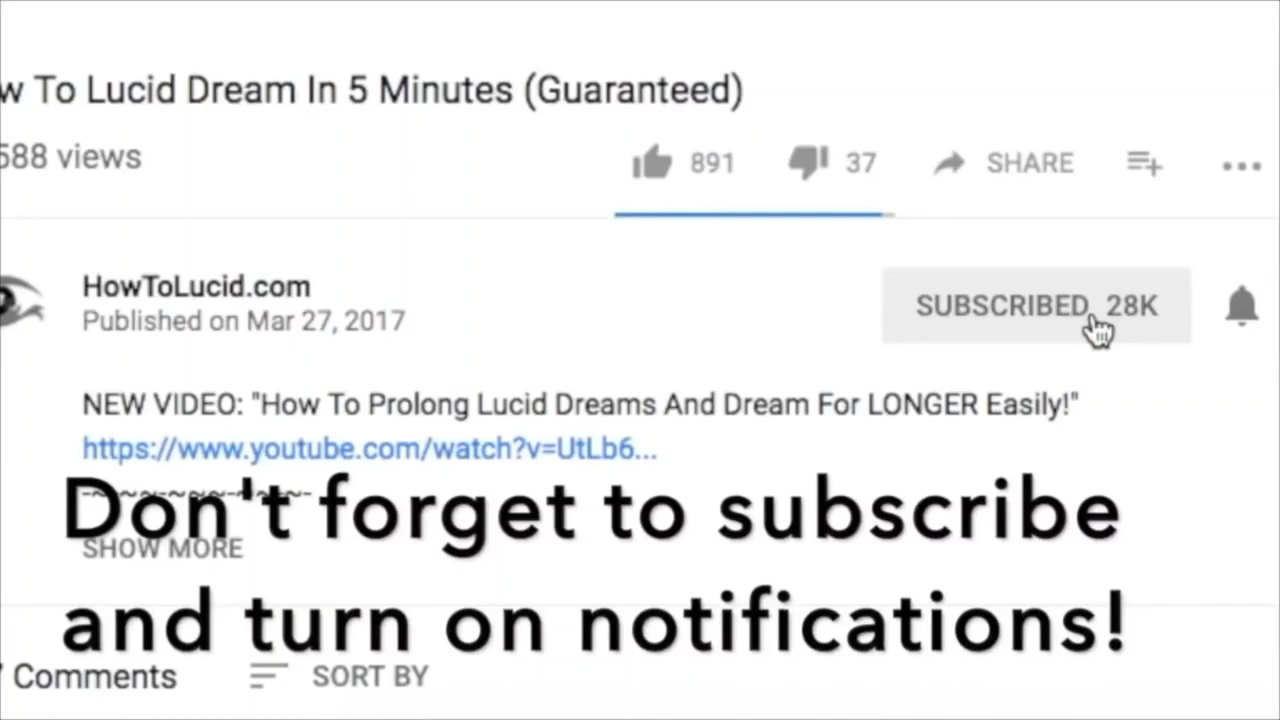 w To Lucid Dream In 5 Minutes (Guaranteed)
588 views
891
37
SHARE
HowToLucid.com
Published on Mar 27, 2017
SUBSCRIBED 28K
NEW VIDEO: "How To Prolong Lucid Dreams And Dream For LONGER Easily!"
https://www.youtube.com/watch?v=UtLb6...
Don't forget to subscribe
SHOW MORE
and turn on notifications!
Comments
SORT BY